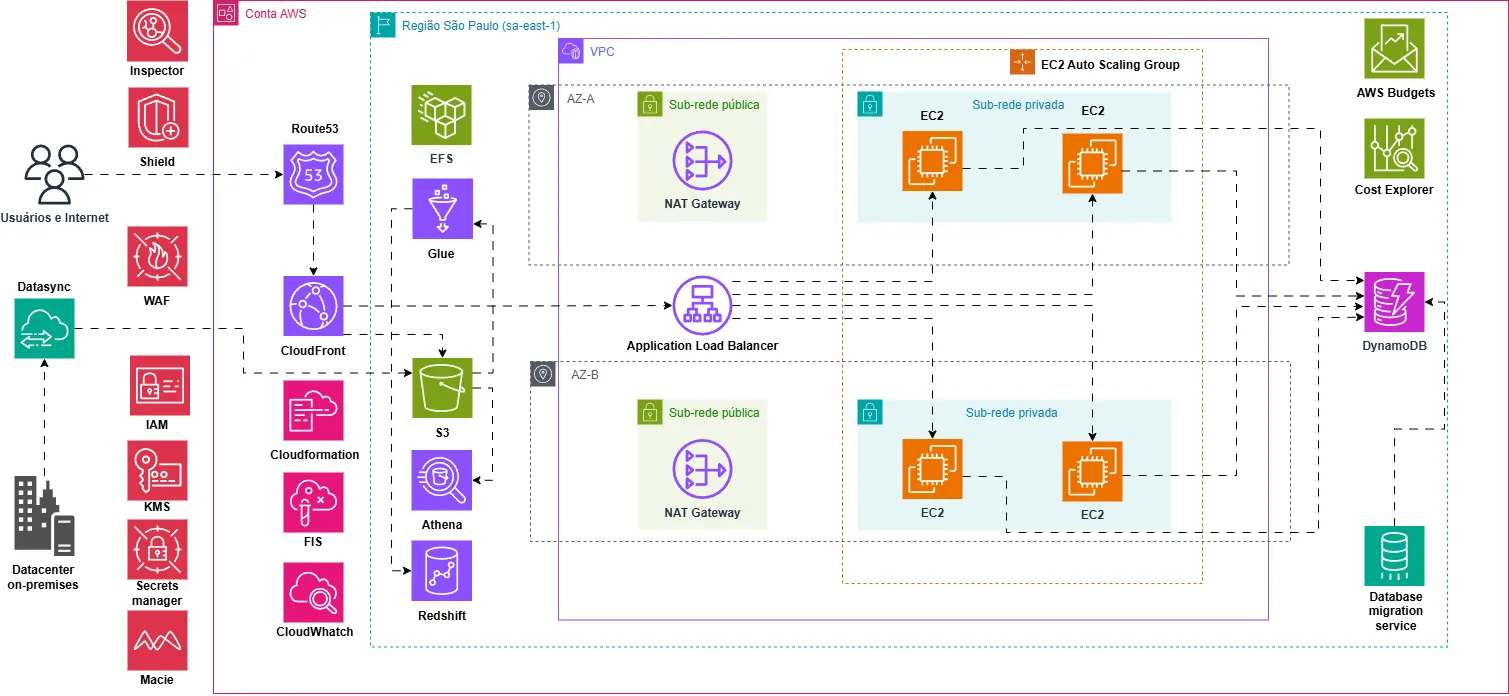 Conta AWS
Região São Paulo (sa-east-1)
VPC
EC2 Auto Scaling Group
Inspector
Shield
Usuários e Internet
WAF
Datasync
IAM
KMS
Datacenter
on-premises
Secrets
manager
Macie
Route53
53
CloudFront
Cloudformation
FIS
CloudWhatch
EFS
Glue
S3
Athena
Redshift
AZ-A
Sub-rede pública
NAT Gateway
Sub-rede privada
EC2
EC2
Application Load Balancer
AZ-B
Sub-rede pública
NAT Gateway
Sub-rede privada
EC2
EC2
AWS Budgets
Cost Explorer
DynamoDB
Database
migration
service